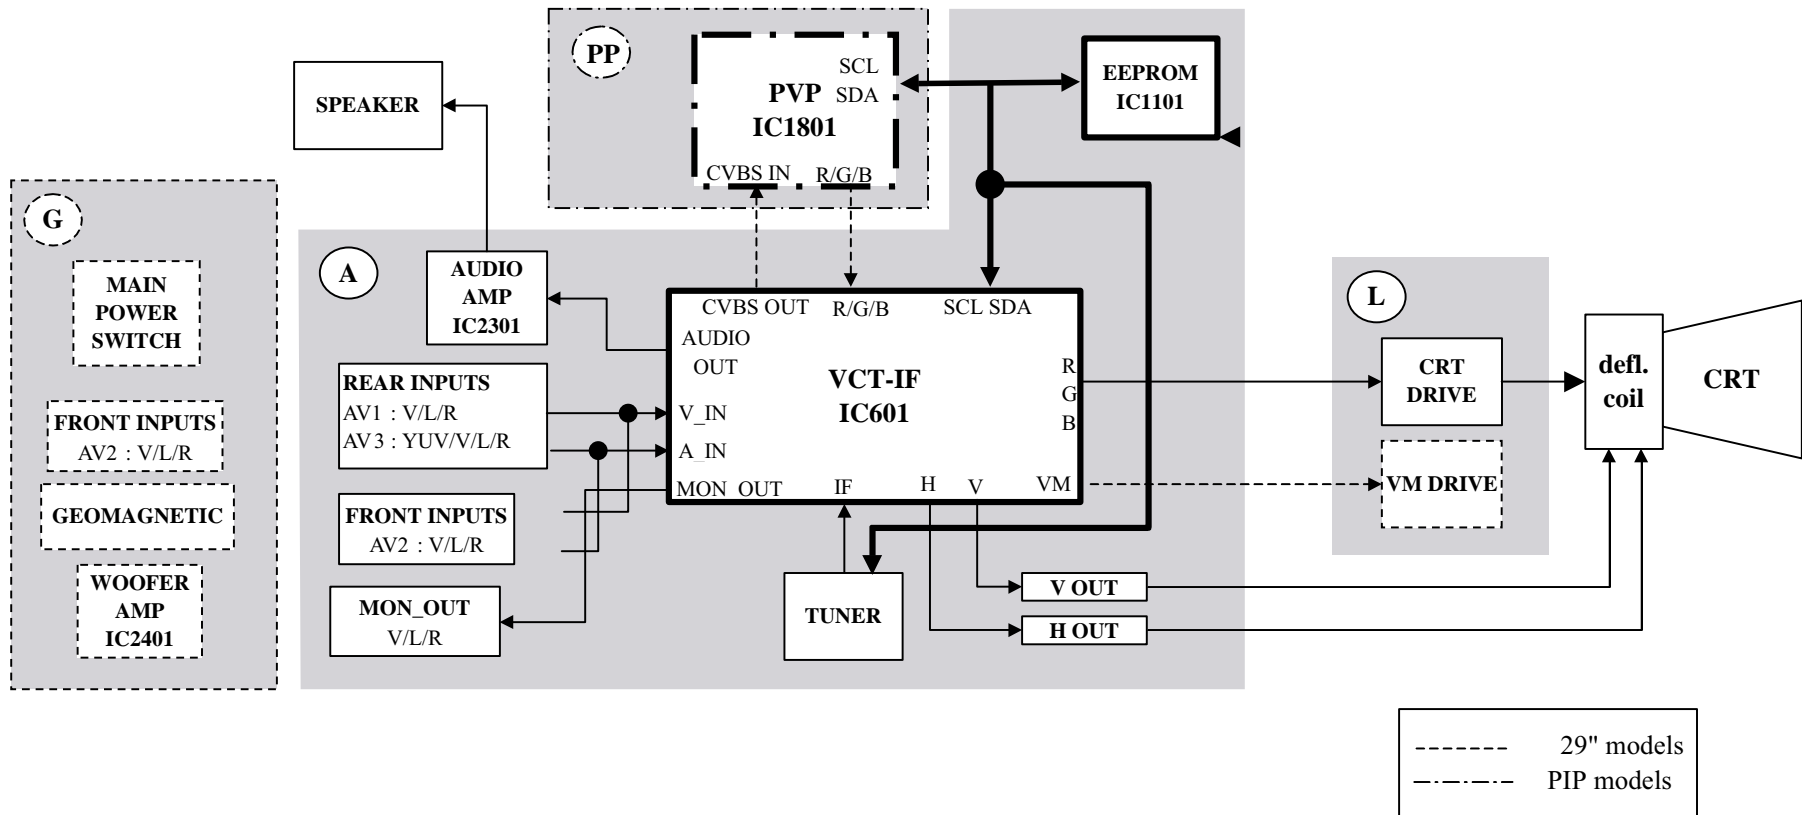 PP
PVP
IC1801
SCL
SDA
CVBS IN
R/G/B
EEPROM
IC1101
SPEAKER
G
MAIN
POWER
SWITCH
FRONT INPUTS
AV2 : V/L/R
GEOMAGNETIC
WOOFER
AMP
IC2401
A
AUDIO
AMP
IC2301
REAR INPUTS
AV1 : V/L/R
AV3 : YUV/V/L/R
FRONT INPUTS
AV2 : V/L/R
MON_OUT
V/L/R
CVBS OUT
R/G/B
SCL SDA
AUDIO
OUT
VCT-IF
IC601
V_IN
A_IN
MON OUT
IF
H
V
VM
R
G
B
TUNER
V OUT
H OUT
L
CRT
DRIVE
VM DRIVE
defl.
coil
CRT
29" models
PIP models